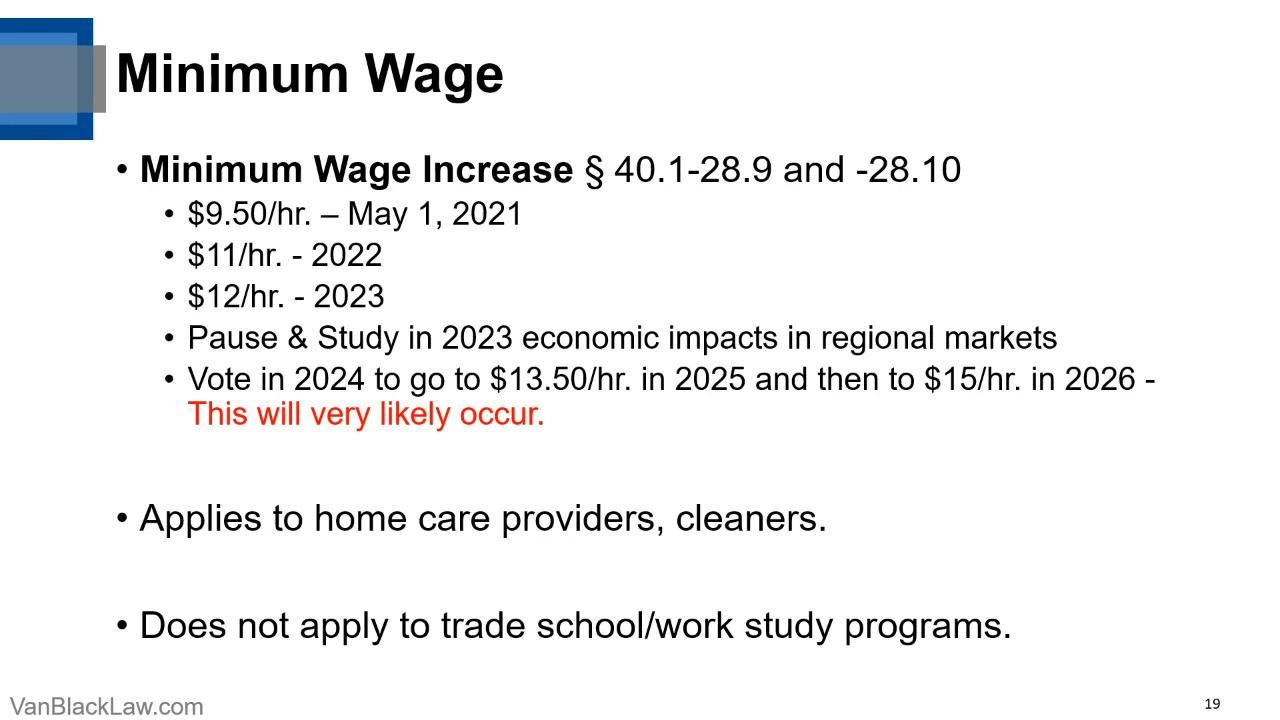 Minimum Wage
• Minimum Wage Increase § 40.1-28.9 and -28.10
• $9.50/hr. – May 1, 2021
• $11/hr. - 2022
• $12/hr. - 2023
• Pause & Study in 2023 economic impacts in regional markets
• Vote in 2024 to go to $13.50/hr. in 2025 and then to $15/hr. in 2026 -
This will very likely occur.
• Applies to home care providers, cleaners.
• Does not apply to trade school/work study programs.
VanBlackLaw.com
19